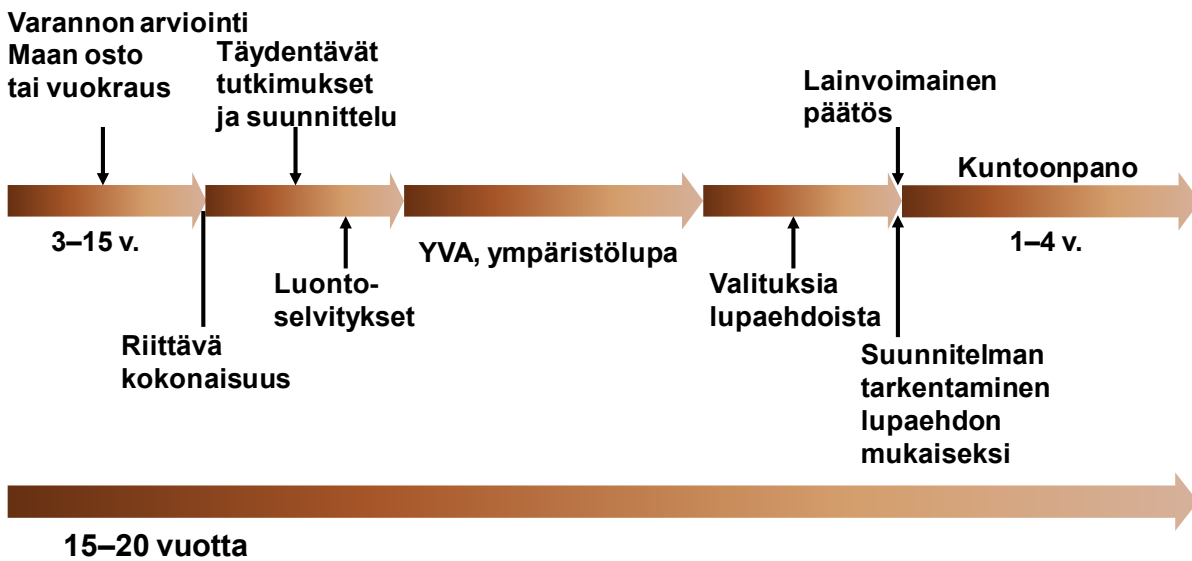 Varannon arviointi
Maan osto
tai vuokraus
Täydentävät
tutkimukset
ja suunnittelu
Lainvoimainen
päätös
Kuntoonpano
3–15 v.
YVA, ympäristölupa
1–4 v.
Luonto-
selvitykset
Valituksia
lupaehdoista
Riittävä
kokonaisuus
Suunnitelman
tarkentaminen
lupaehdon
mukaiseksi
15–20 vuotta